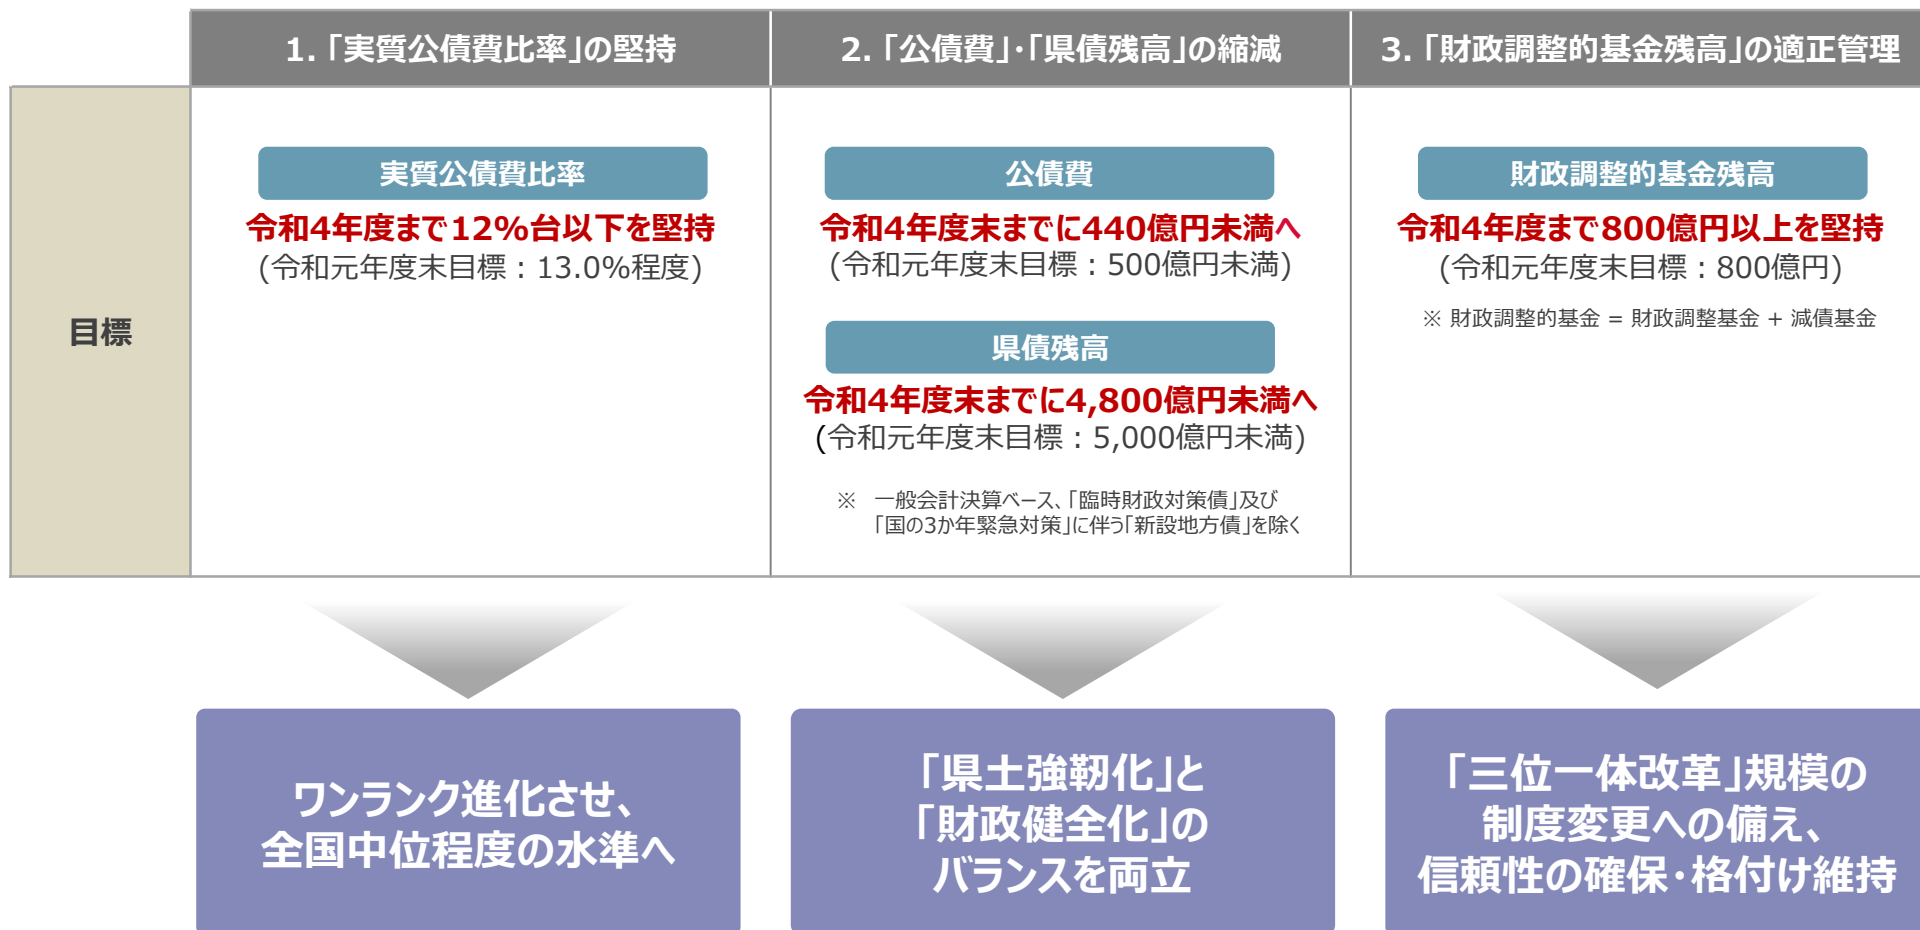 1.「実質公債費比率」の堅持
2.「公債費」・「県債残高」の縮減
3.「財政調整的基金残高」の適正管理
目標
実質公債費比率
令和4年度まで12%台以下を堅持
(令和元年度末目標：13.0%程度)
公債費
令和4年度末までに440億円未満へ
(令和元年度末目標：500億円未満)
県債残高
令和4年度末までに4,800億円未満へ
(令和元年度末目標：5,000億円未満)
※ 一般会計決算ベース、「臨時財政対策債」及び
「国の3か年緊急対策」に伴う「新設地方債」を除く
財政調整的基金残高
令和4年度まで800億円以上を堅持
(令和元年度末目標：800億円)
※ 財政調整的基金 = 財政調整基金 + 減債基金
ワンランク進化させ、
全国中位程度の水準へ
「県土強靭化」と
「財政健全化」の
バランスを両立
「三位一体改革」規模の
制度変更への備え、
信頼性の確保・格付け維持